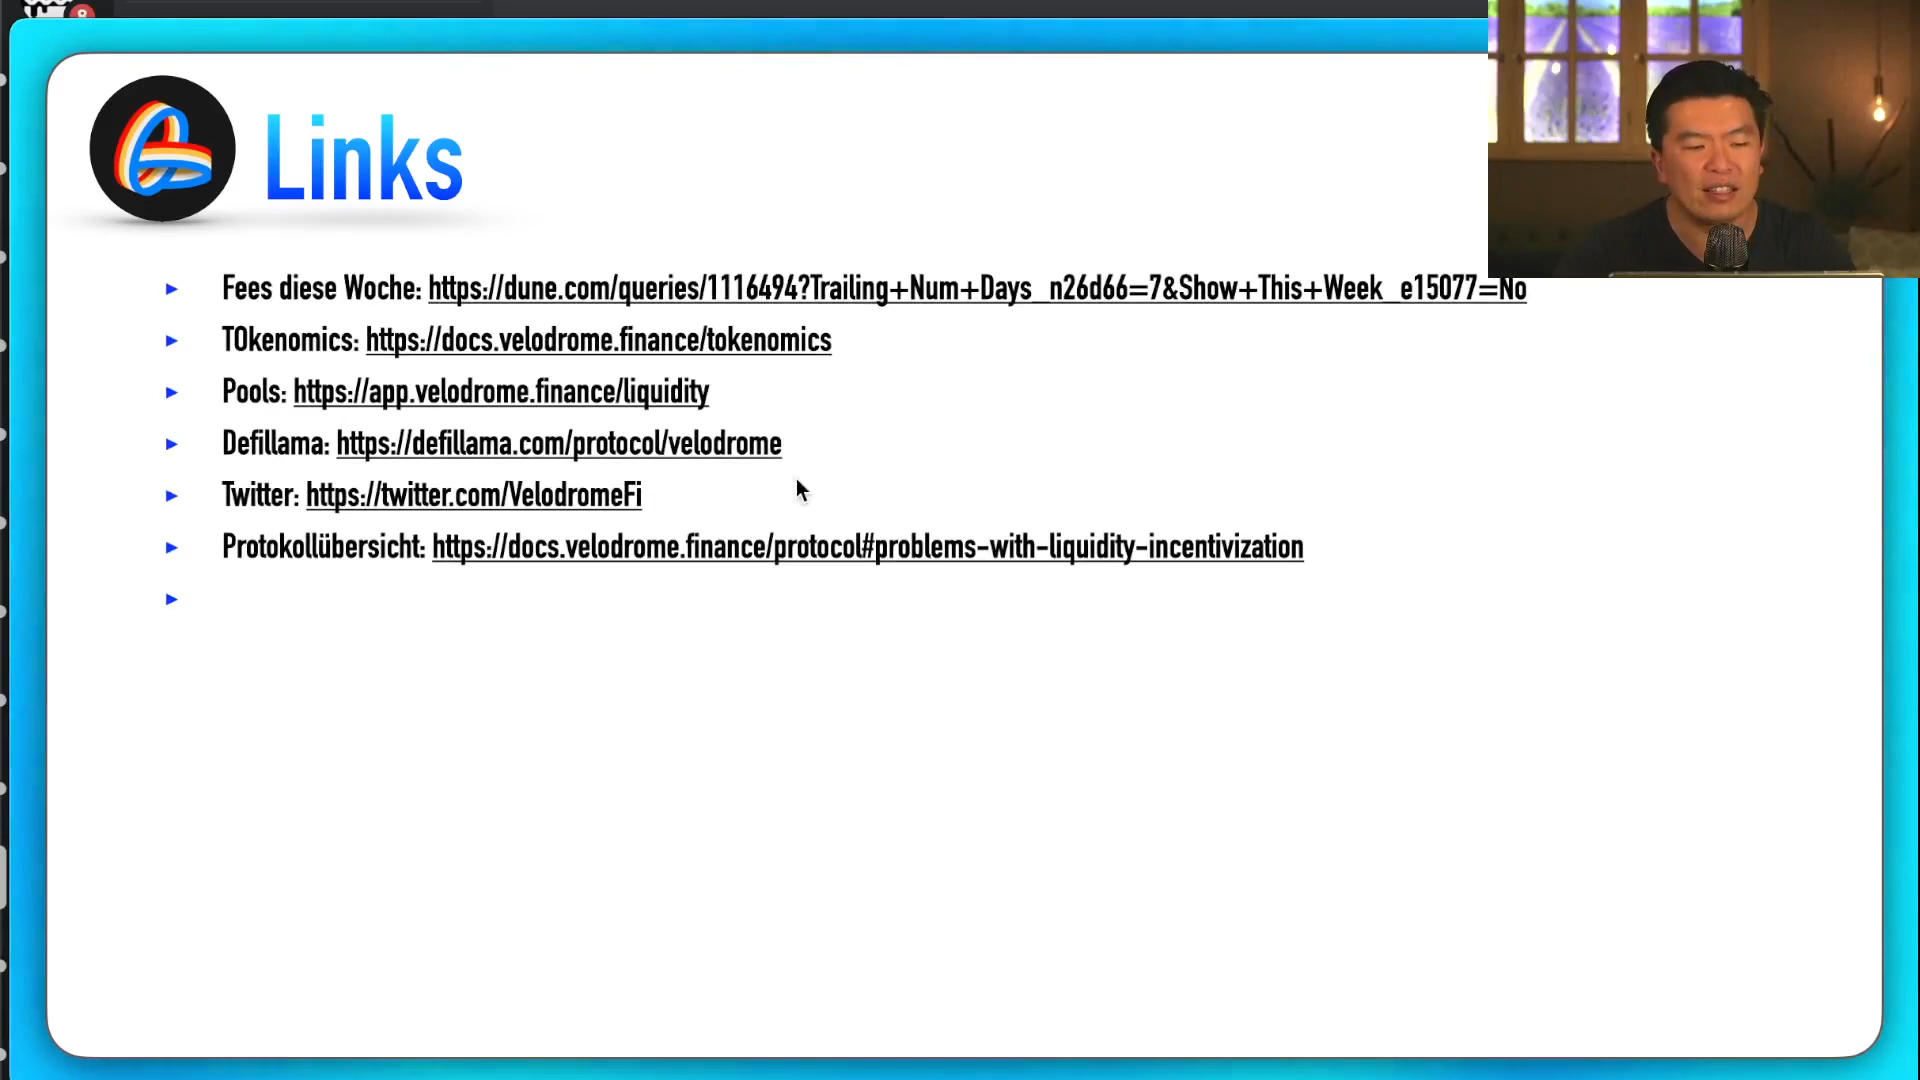 8
Links
Fees diese Woche: https://dune.com/queries/1116494?Trailing+Num+Days_n26d66=7&Show+This+Week_e15077=No
TOkenomics: https://docs.velodrome.finance/tokenomics
Pools: https://app.velodrome.finance/liquidity
Defillama: https://defillama.com/protocol/velodrome
Twitter: https://twitter.com/VelodromeFi
Protokollübersicht: https://docs.velodrome.finance/protocol#problems-with-liquidity-incentivization